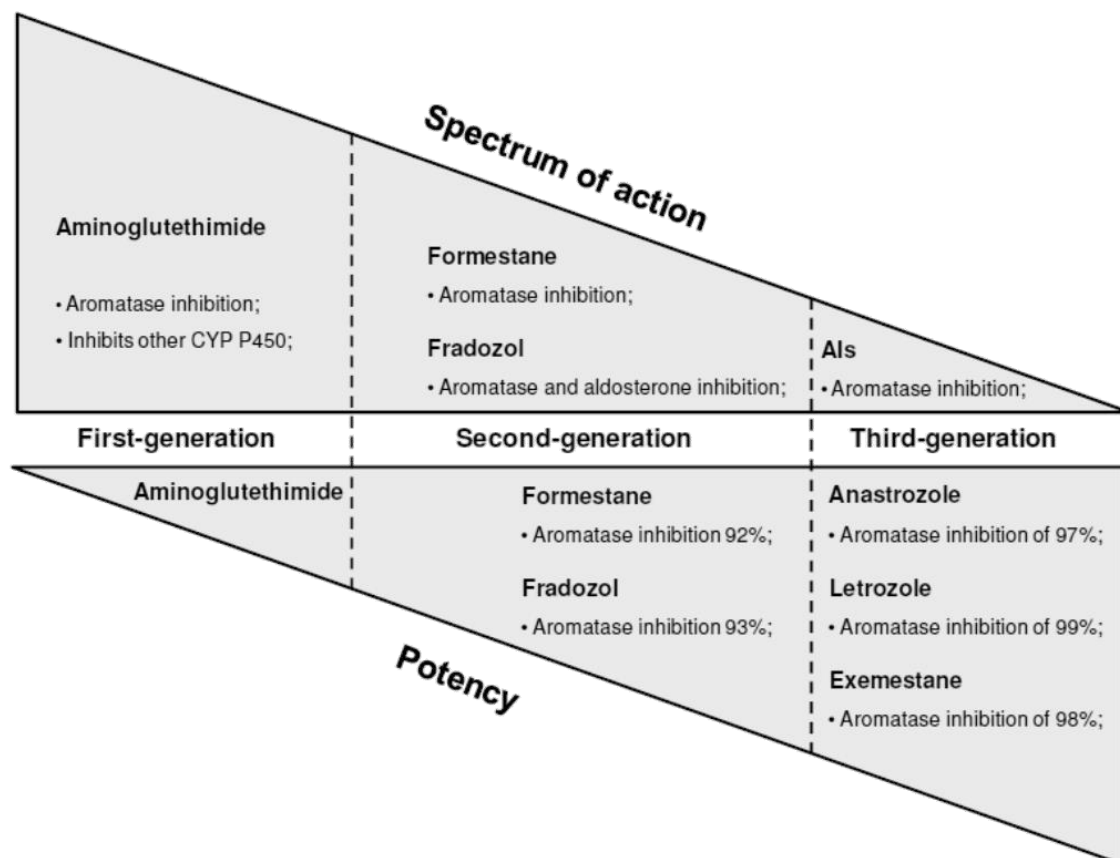 Spectrum of action
Aminoglutethimide
• Aromatase inhibition;
• Inhibits other CYP P450;
Formestane
• Aromatase inhibition;
Fradozol
• Aromatase and aldosterone inhibition;
AIs
• Aromatase inhibition;
First-generation
Second-generation
Third-generation
Aminoglutethimide
Formestane
• Aromatase inhibition 92%;
Fradozol
• Aromatase inhibition 93%;
Anastrozole
• Aromatase inhibition of 97%;
Letrozole
• Aromatase inhibition of 99%;
Exemestane
• Aromatase inhibition of 98%;
Potency